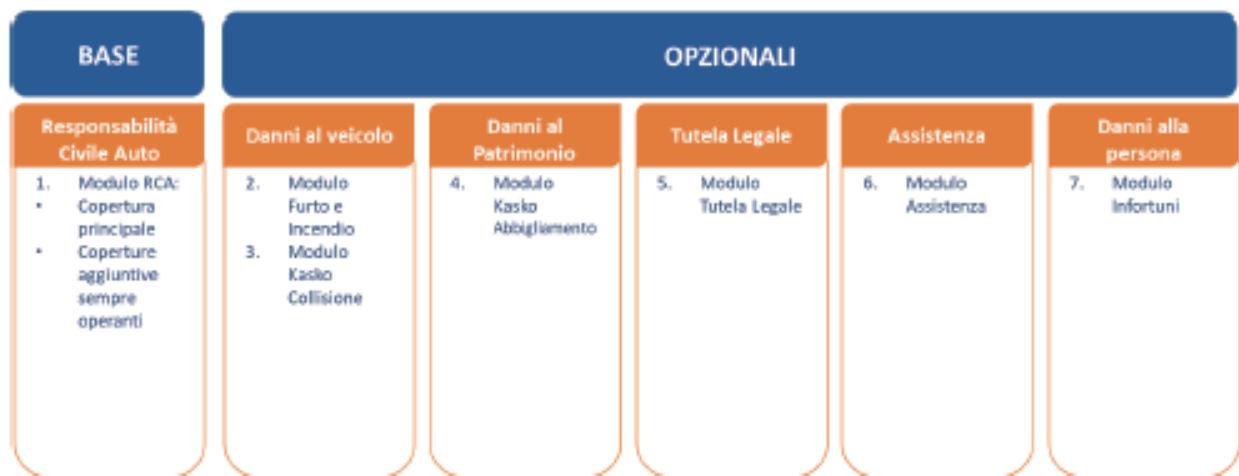 BASE
OPZIONALI
Responsabilità
Civile Auto
1. Modulo RCA:
• Copertura
principale
• Coperture
aggiuntive
sempre
operanti
Danni al veicolo
2. Modulo
Furto e
Incendio
3. Modulo
Kasko
Collisione
Danni al
Patrimonio
4. Modulo
Kasko
Abbigliamento
Tutela Legale
5. Modulo
Tutela Legale
Assistenza
6. Modulo
Assistenza
Danni alla
persona
7. Modulo
Infortuni